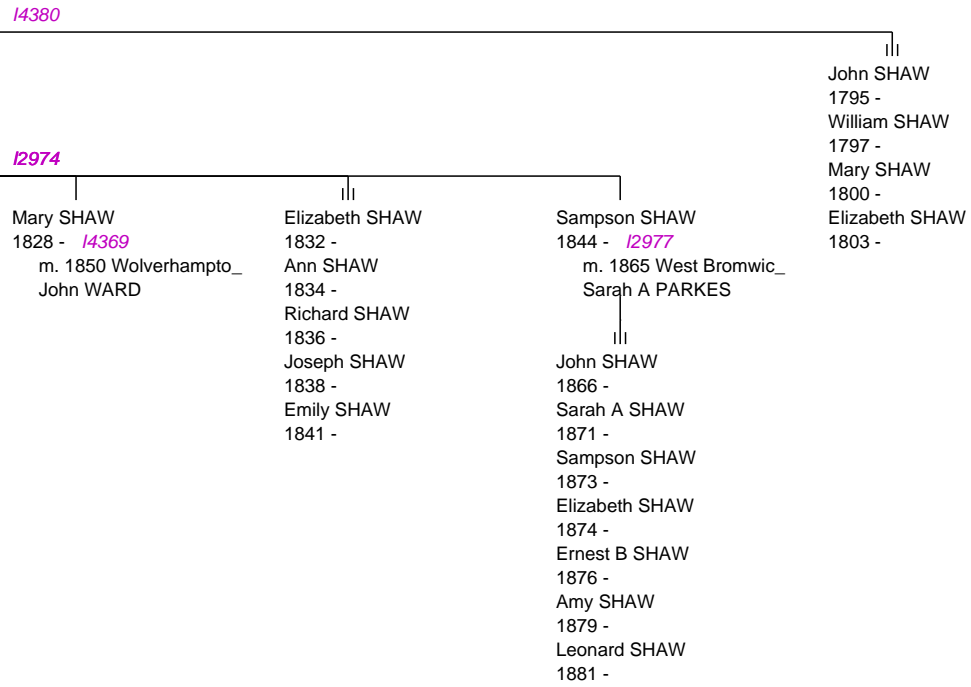 I4380
John SHAW
1795 -
William SHAW
1797 -
Mary SHAW
1800 -
Elizabeth SHAW
1803 -
I2974
Mary SHAW
1828 - I4369
m. 1850 Wolverhampto_
John WARD
Elizabeth SHAW
1832 -
Ann SHAW
1834 -
Richard SHAW
1836 -
Joseph SHAW
1838 -
Emily SHAW
1841 -
Sampson SHAW
1844 - I2977
m. 1865 West Bromwic_
Sarah A PARKES
John SHAW
1866 -
Sarah A SHAW
1871 -
Sampson SHAW
1873 -
Elizabeth SHAW
1874 -
Ernest B SHAW
1876 -
Amy SHAW
1879 -
Leonard SHAW
1881 -